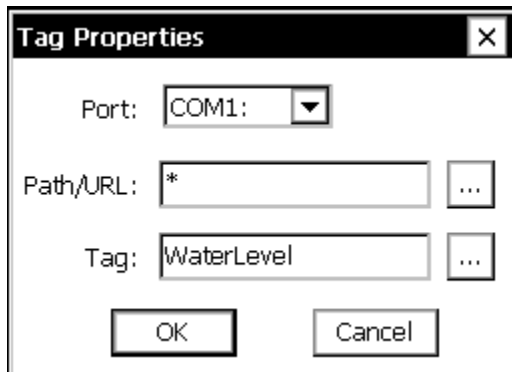 Tag Properties
Port: COM1:
Path/URL: * ...
Tag: WaterLevel ...
OK Cancel